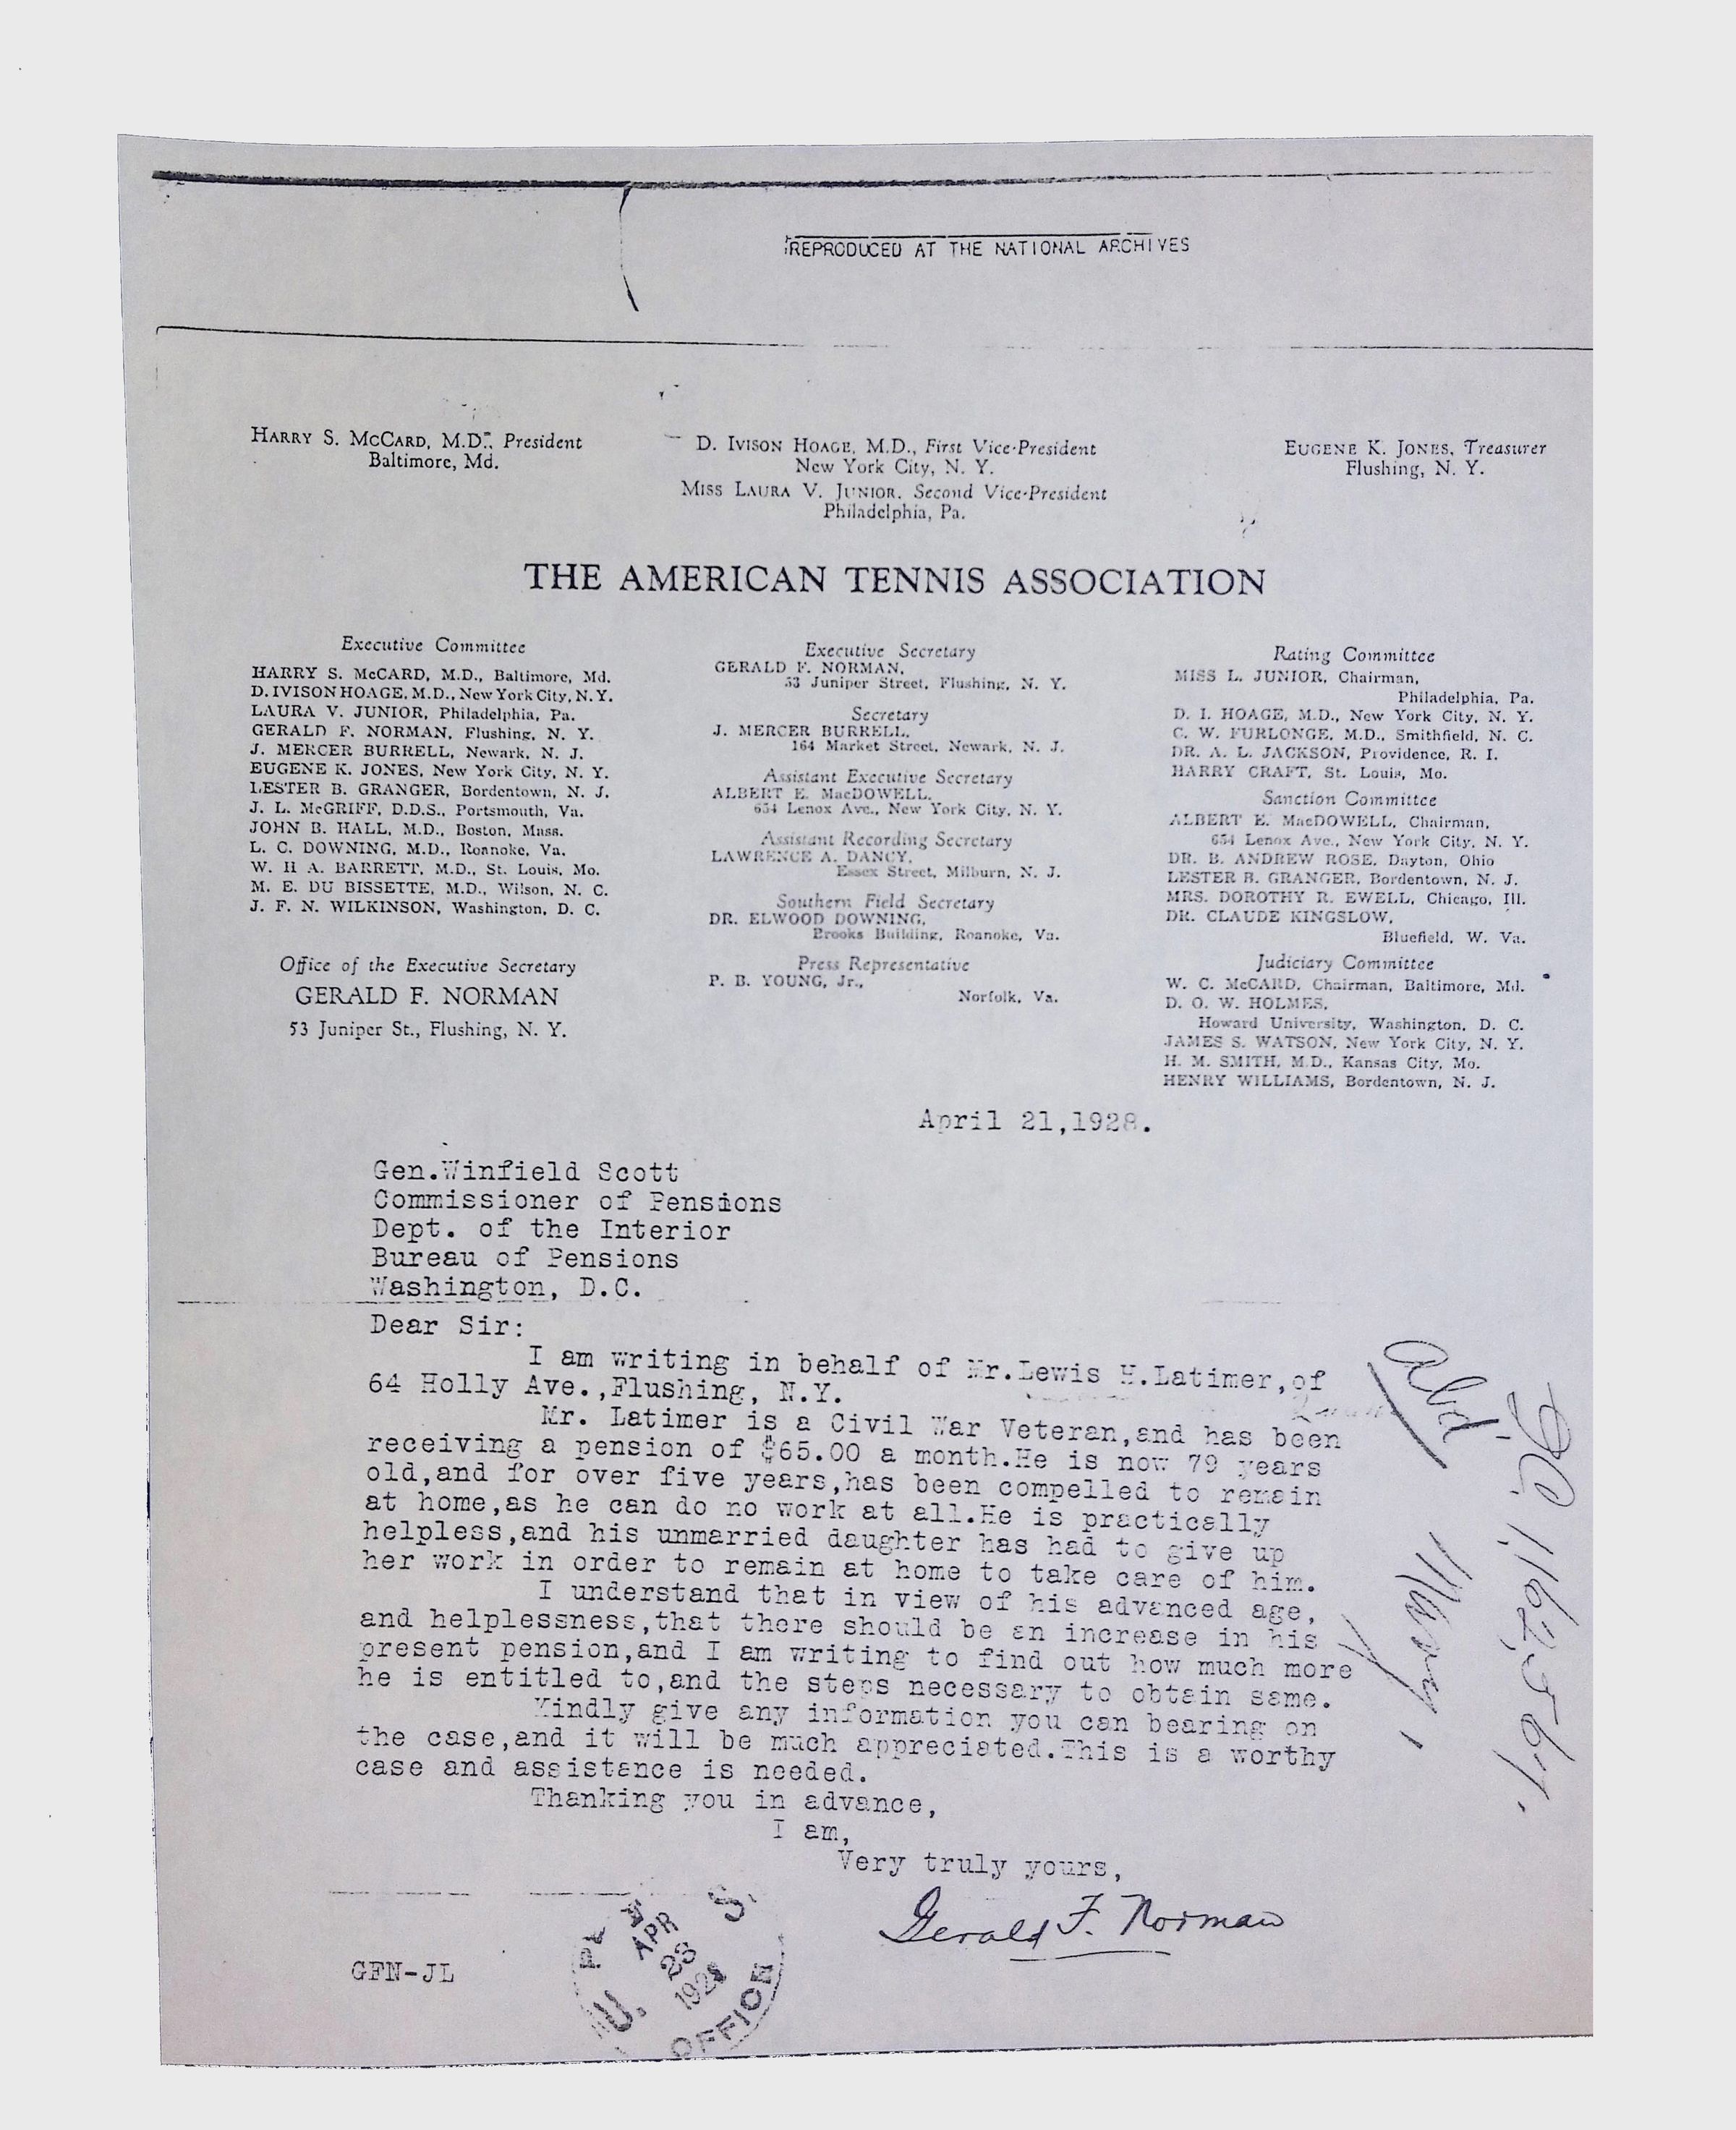 REPRODUCED AT THE NATIONAL ARCHIVES
HARRY S. McCARD, M.D., President
Baltimore, Md.
D. IVISON HOAGE, M.D., First Vice-President
New York City, N. Y.
MISS LAURA V. JUNIOR, Second Vice-President
Philadelphia, Pa.
EUGENE K. JONES, Treasurer
Flushing, N. Y.
THE AMERICAN TENNIS ASSOCIATION
Executive Committee
HARRY S. McCARD, M.D., Baltimore, Md.
D. IVISON HOAGE, M.D., New York City, N. Y.
LAURA V. JUNIOR, Philadelphia, Pa.
GERALD F. NORMAN, Flushing, N. Y.
J. MERCER BURRELL, Newark, N. J.
EUGENE K. JONES, New York City, N. Y.
LESTER B. GRANGER, Bordentown, N. J.
J. L. McGRIFF, D.D.S., Portsmouth, Va.
JOHN B. HALL, M.D., Boston, Mass.
L. C. DOWNING, M.D., Roanoke, Va.
W. H A. BARRETT, M.D., St. Louis, Mo.
M. E. DU BISSETTE, M.D., Wilson, N. C.
J. F. N. WILKINSON, Washington, D. C.
Office of the Executive Secretary
GERALD F. NORMAN
53 Juniper St., Flushing, N. Y.
Executive Secretary
GERALD F. NORMAN,
53 Juniper Street, Flushing, N. Y.
Secretary
J. MERCER BURRELL,
164 Market Street, Newark, N. J.
Assistant Executive Secretary
ALBERT E. MacDOWELL,
654 Lenox Ave., New York City, N. Y.
Assistant Recording Secretary
LAWRENCE A. DANCY,
Essex Street, Milburn, N. J.
Southern Field Secretary
DR. ELWOOD DOWNING,
Brooks Building, Roanoke, Va.
Press Representative
P. B. YOUNG, Jr.,
Norfolk, Va.
Rating Committee
MISS L. JUNIOR, Chairman,
Philadelphia, Pa.
D. I. HOAGE, M.D., New York City, N. Y.
C. W. FURLONGE, M.D., Smithfield, N. C.
DR. A. L. JACKSON, Providence, R. I.
HARRY CRAFT, St. Louis, Mo.
Sanction Committee
ALBERT E. MacDOWELL, Chairman,
654 Lenox Ave., New York City, N. Y.
DR. B. ANDREW ROSE, Dayton, Ohio
LESTER B. GRANGER, Bordentown, N. J.
MRS. DOROTHY R. EWELL, Chicago, Ill.
DR. CLAUDE KINGSLOW,
Bluefield, W. Va.
Judiciary Committee
W. C. McCARD, Chairman, Baltimore, Md.
D. O. W. HOLMES,
Howard University, Washington, D. C.
JAMES S. WATSON, New York City, N. Y.
H. M. SMITH, M.D., Kansas City, Mo.
HENRY WILLIAMS, Bordentown, N. J.
April 21,1928.
Gen.Winfield Scott
Commissioner of Pensions
Dept. of the Interior
Bureau of Pensions
Washington, D.C.
Dear Sir:
I am writing in behalf of Mr.Lewis H.Latimer,of
64 Holly Ave.,Flushing, N.Y.
Mr. Latimer is a Civil War Veteran,and has been
receiving a pension of $65.00 a month.He is now 79 years
old,and for over five years,has been compelled to remain
at home,as he can do no work at all.He is practically
helpless,and his unmarried daughter has had to give up
her work in order to remain at home to take care of him.
I understand that in view of his advanced age,
and helplessness,that there should be an increase in his
present pension,and I am writing to find out how much more
he is entitled to,and the steps necessary to obtain same.
Kindly give any information you can bearing on
the case,and it will be much appreciated.This is a worthy
case and assistance is needed.
Thanking you in advance,
I am,
Very truly yours,
Gerald F. Norman
GFN-JL
U. S.
APR
1928
OFFICE